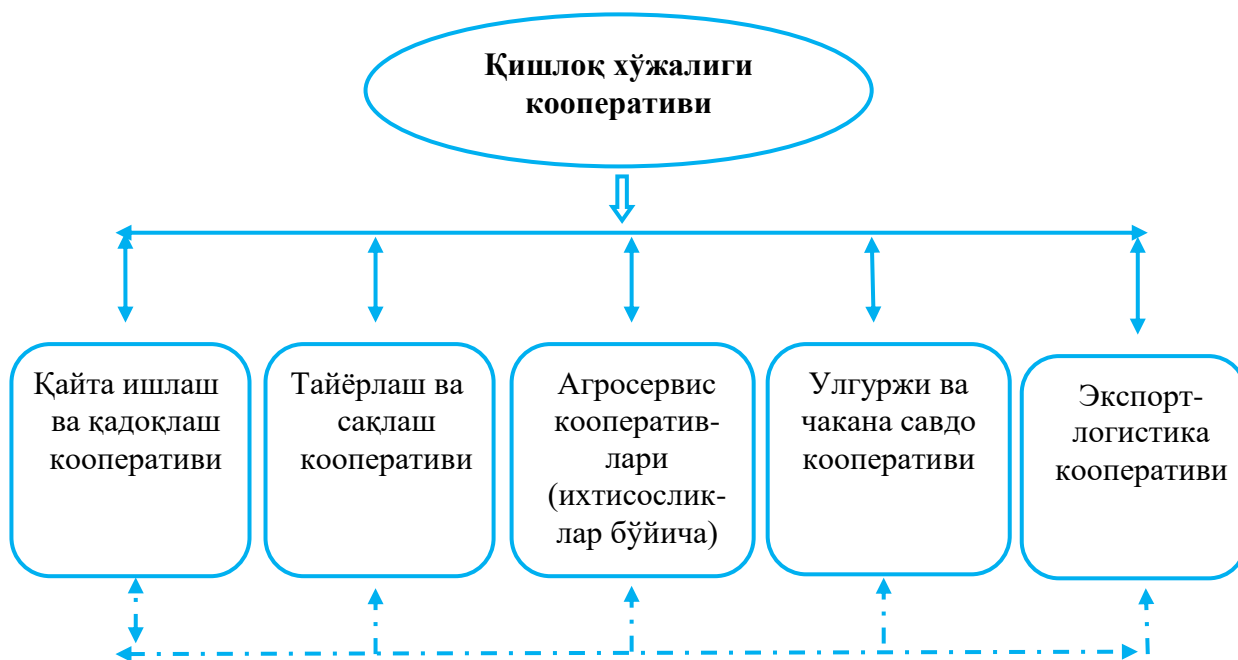 Қишлоқ хўжалиги
кооперативи
Қайта ишлаш
ва қадоқлаш
кооперативи
Тайёрлаш ва
сақлаш
кооперативи
Агросервис
кооператив-
лари
(ихтисослик-
лар бўйича)
Улгуржи ва
чакана савдо
кооперативи
Экспорт-
логистика
кооперативи